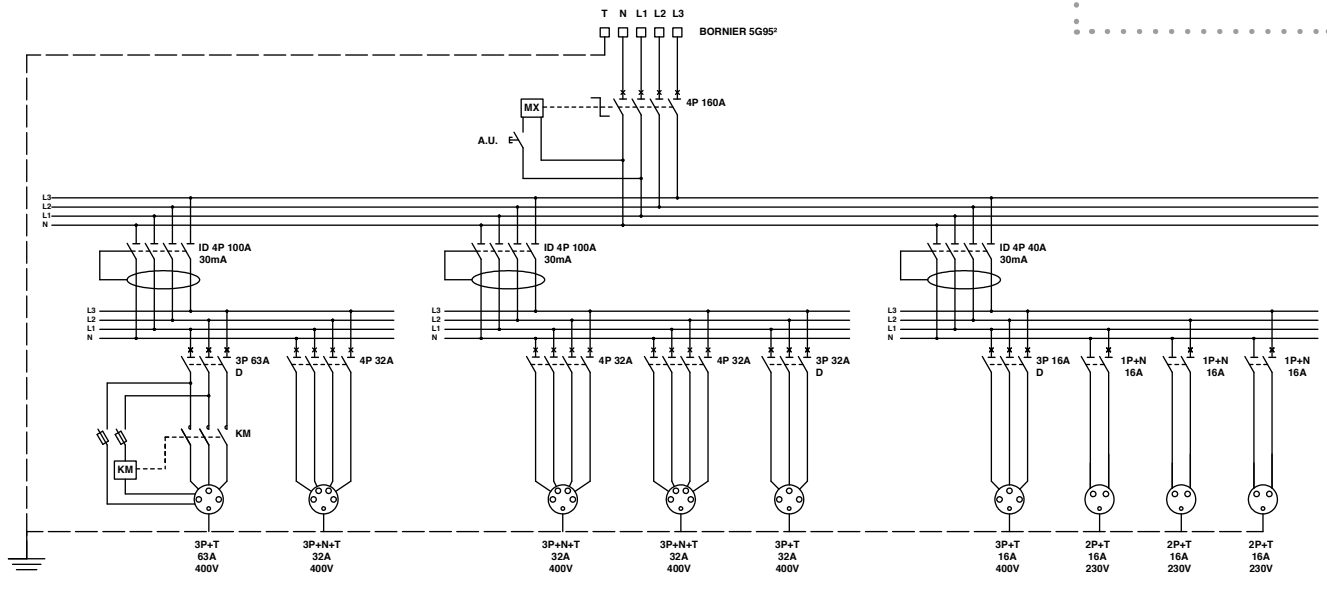 T N L1 L2 L3
BORNIER 5G95²
4P 160A
MX
A.U.
L3
L2
L1
N
ID 4P 100A
30mA
ID 4P 100A
30mA
ID 4P 40A
30mA
L3
L2
L1
N
L3
L2
L1
N
L3
L2
L1
N
3P 63A
D
4P 32A
4P 32A
4P 32A
3P 32A
D
3P 16A
D
1P+N
16A
1P+N
16A
1P+N
16A
KM
KM
3P+T
63A
400V
3P+N+T
32A
400V
3P+N+T
32A
400V
3P+N+T
32A
400V
3P+T
32A
400V
3P+T
16A
400V
2P+T
16A
230V
2P+T
16A
230V
2P+T
16A
230V